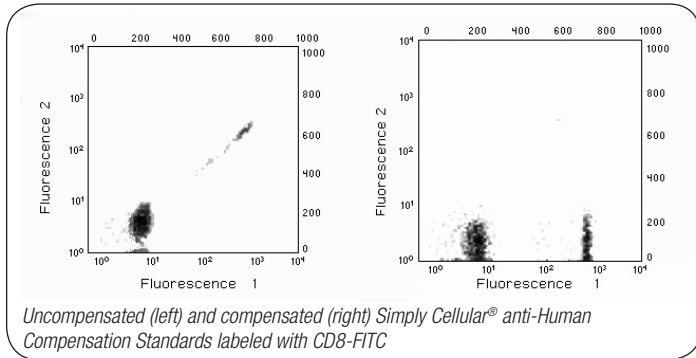 0 200 400 600 800 1000
10⁴
10³
10²
10¹
10⁰
Fluorescence 2
1000
800
600
400
200
0
10⁰ 10¹ 10² 10³ 10⁴
Fluorescence 1
0 200 400 600 800 1000
10⁴
10³
10²
10¹
10⁰
Fluorescence 2
1000
800
600
400
200
0
10⁰ 10¹ 10² 10³ 10⁴
Fluorescence 1
Uncompensated (left) and compensated (right) Simply Cellular® anti-Human
Compensation Standards labeled with CD8-FITC